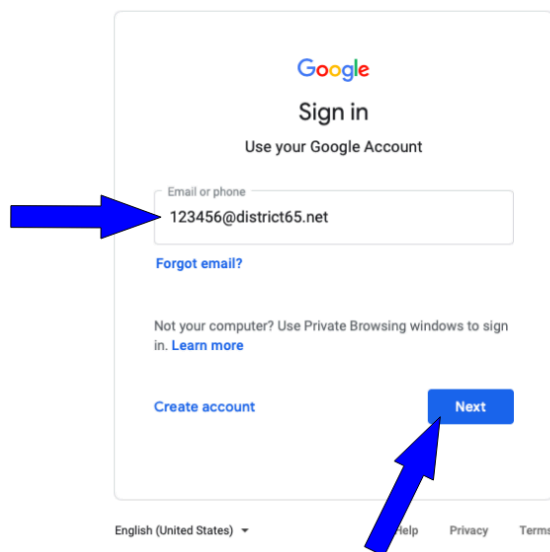 Google
Sign in
Use your Google Account
Email or phone
123456@district65.net
Forgot email?
Not your computer? Use Private Browsing windows to sign
in. Learn more
Create account
Next
English (United States)
Help Privacy Terms